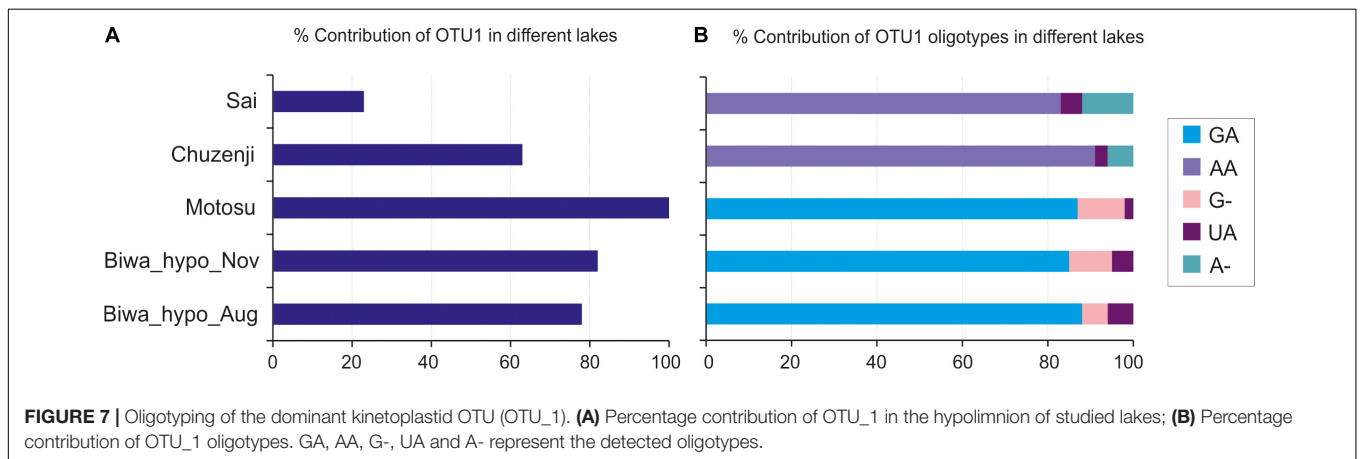 A
% Contribution of OTU1 in different lakes
Sai
Chuzenji
Motosu
Biwa_hypo_Nov
Biwa_hypo_Aug
0 20 40 60 80 100
B
% Contribution of OTU1 oligotypes in different lakes
0 20 40 60 80 100
GA
AA
G-
UA
A-
FIGURE 7 | Oligotyping of the dominant kinetoplastid OTU (OTU_1). (A) Percentage contribution of OTU_1 in the hypolimnion of studied lakes; (B) Percentage
contribution of OTU_1 oligotypes. GA, AA, G-, UA and A- represent the detected oligotypes.